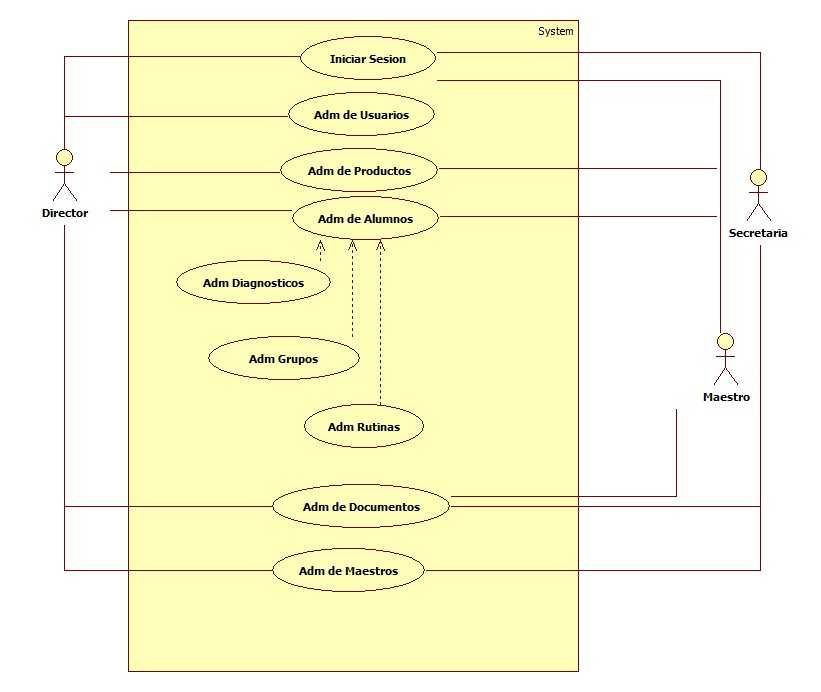 System
Iniciar Sesion
Adm de Usuarios
Adm de Productos
Director
Adm de Alumnos
Secretaria
Adm Diagnosticos
Adm Grupos
Maestro
Adm Rutinas
Adm de Documentos
Adm de Maestros